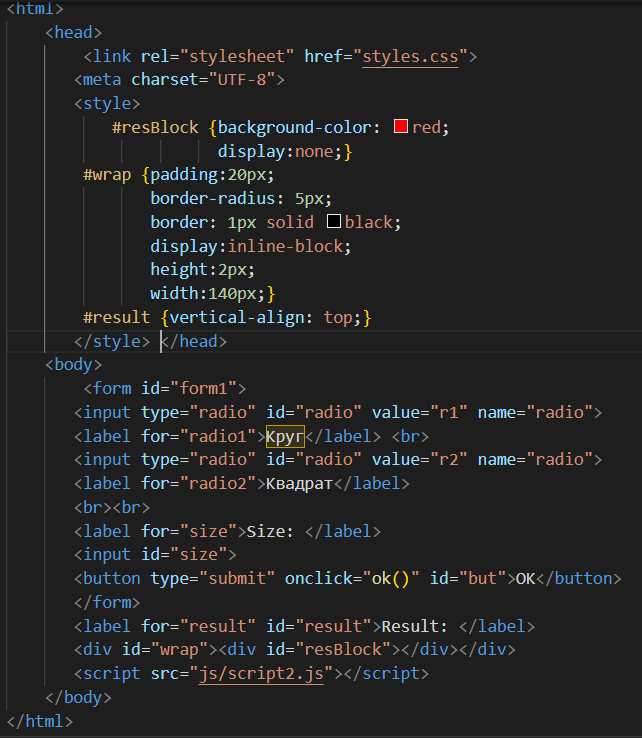 <html>
<head>
<link rel="stylesheet" href="styles.css">
<meta charset="UTF-8">
<style>
#resBlock {background-color: red;
display:none;}
#wrap {padding:20px;
border-radius: 5px;
border: 1px solid black;
display:inline-block;
height:2px;
width:140px;}
#result {vertical-align: top;}
</style> </head>
<body>
<form id="form1">
<input type="radio" id="radio" value="r1" name="radio">
<label for="radio1">Круг</label> <br>
<input type="radio" id="radio" value="r2" name="radio">
<label for="radio2">Квадрат</label>
<br><br>
<label for="size">Size: </label>
<input id="size">
<button type="submit" onclick="ok()" id="but">OK</button>
</form>
<label for="result" id="result">Result: </label>
<div id="wrap"><div id="resBlock"></div></div>
<script src="js/script2.js"></script>
</body>
</html>